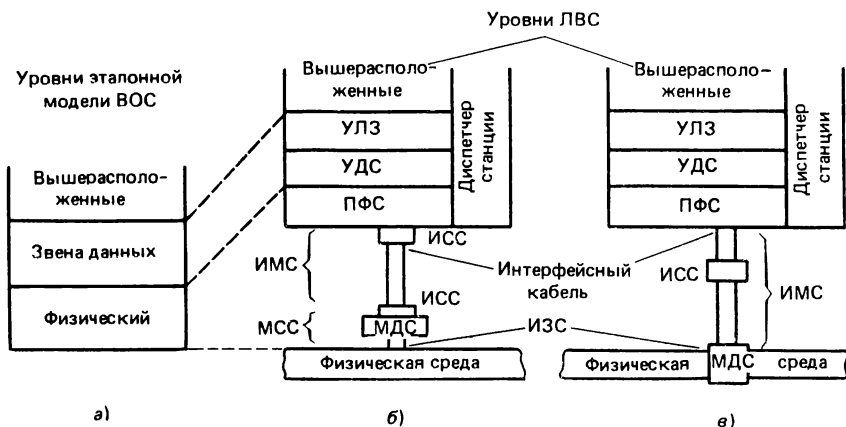 Уровни ЛВС
Уровни эталонной
модели ВОС
Вышерасположенные
Звена данных
Физический
а)
Вышерасполо-
женные
УЛЗ
УДС
ПФС
Диспетчер
станции
ИСС
ИМС
ИСС
МСС
МДС
Физическая среда
б)
Интерфейсный
кабель
ИЗС
Вышерасполо-
женные
УЛЗ
УДС
ПФС
Диспетчер
станции
ИСС
ИМС
Физическая
МДС
среда
в)